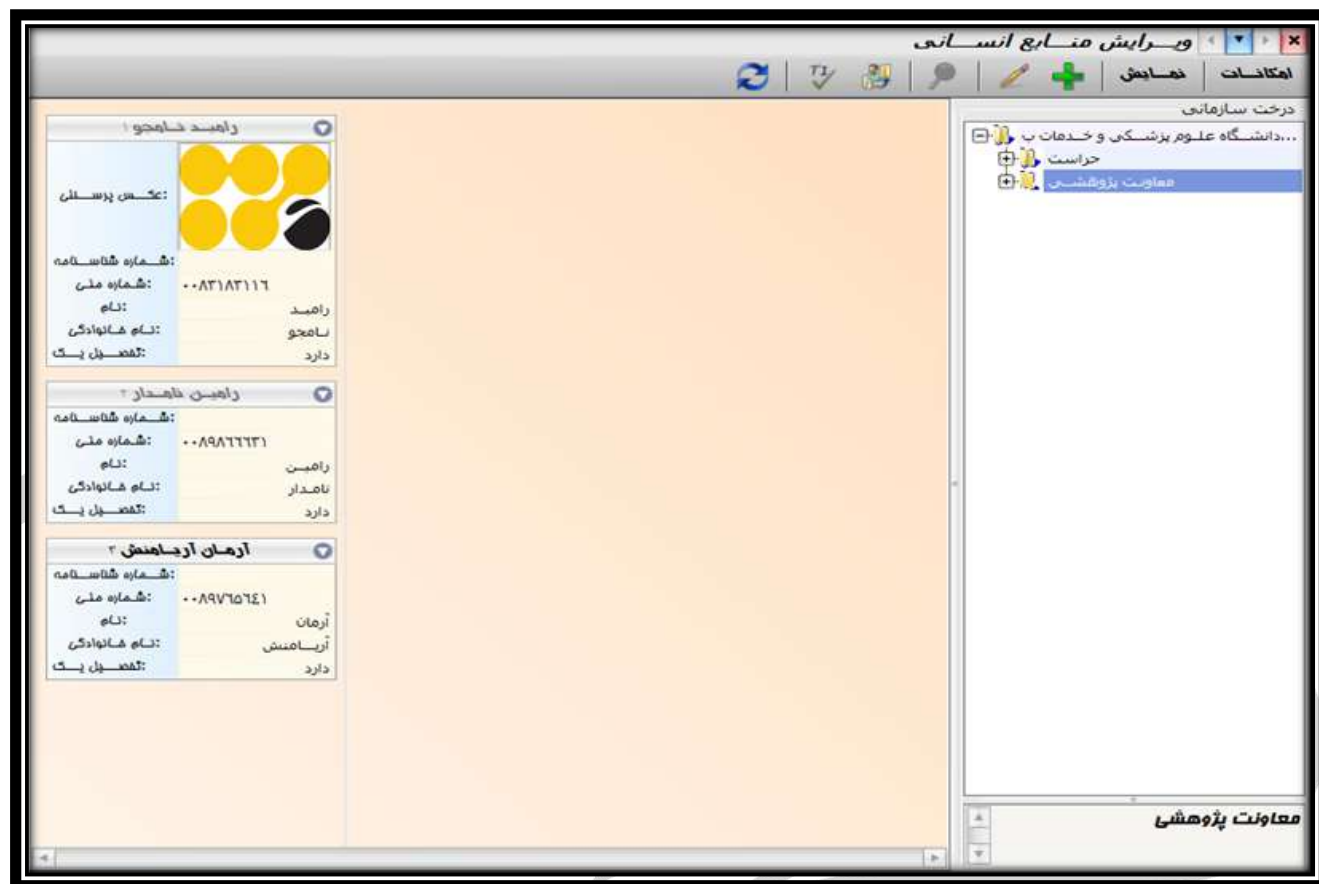 ویرایش منابع انسانی
امکانات نمایش
درخت سازمانی
دانشگاه علوم پزشکی و خدمات ب...
حراست
معاونت پژوهشی
معاونت پژوهشی
رامبد نامجو ۱
عکس پرسنلی:
شماره شناسنامه:
شماره ملی: ۰۰۸۳۱۸۳۱۱۶
نام: رامبد
نام خانوادگی: نامجو
تفصیل یک: دارد
رامین نامدار ۲
شماره شناسنامه:
شماره ملی: ۰۰۸۹۸۶۶۶۳۱
نام: رامین
نام خانوادگی: نامدار
تفصیل یک: دارد
آرمان آریامنش ۳
شماره شناسنامه:
شماره ملی: ۰۰۸۹۷۶۵۶۴۱
نام: آرمان
نام خانوادگی: آریامنش
تفصیل یک: دارد